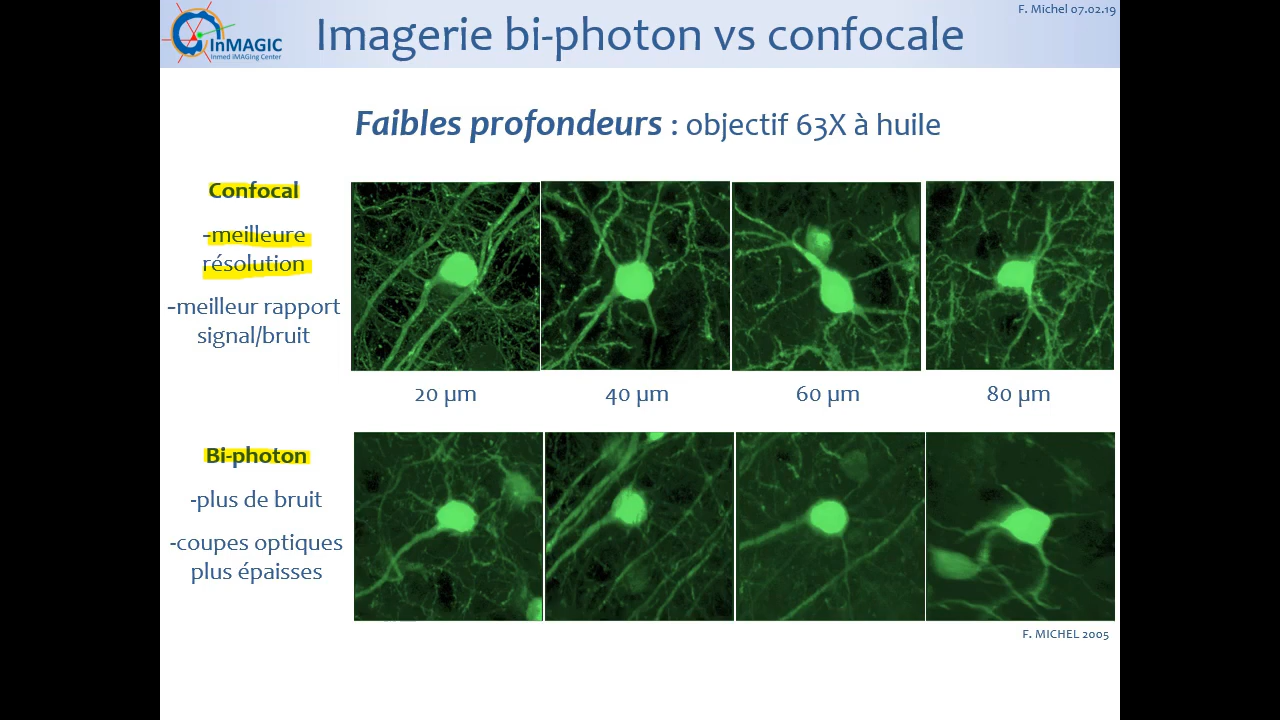 F. Michel 07.02.19
InMAGIC
Inmed iMAGing Center
Imagerie bi-photon vs confocale
Faibles profondeurs : objectif 63X à huile
Confocal
-meilleure
résolution
-meilleur rapport
signal/bruit
20 µm
40 µm
60 µm
80 µm
Bi-photon
-plus de bruit
-coupes optiques
plus épaisses
F. MICHEL 2005